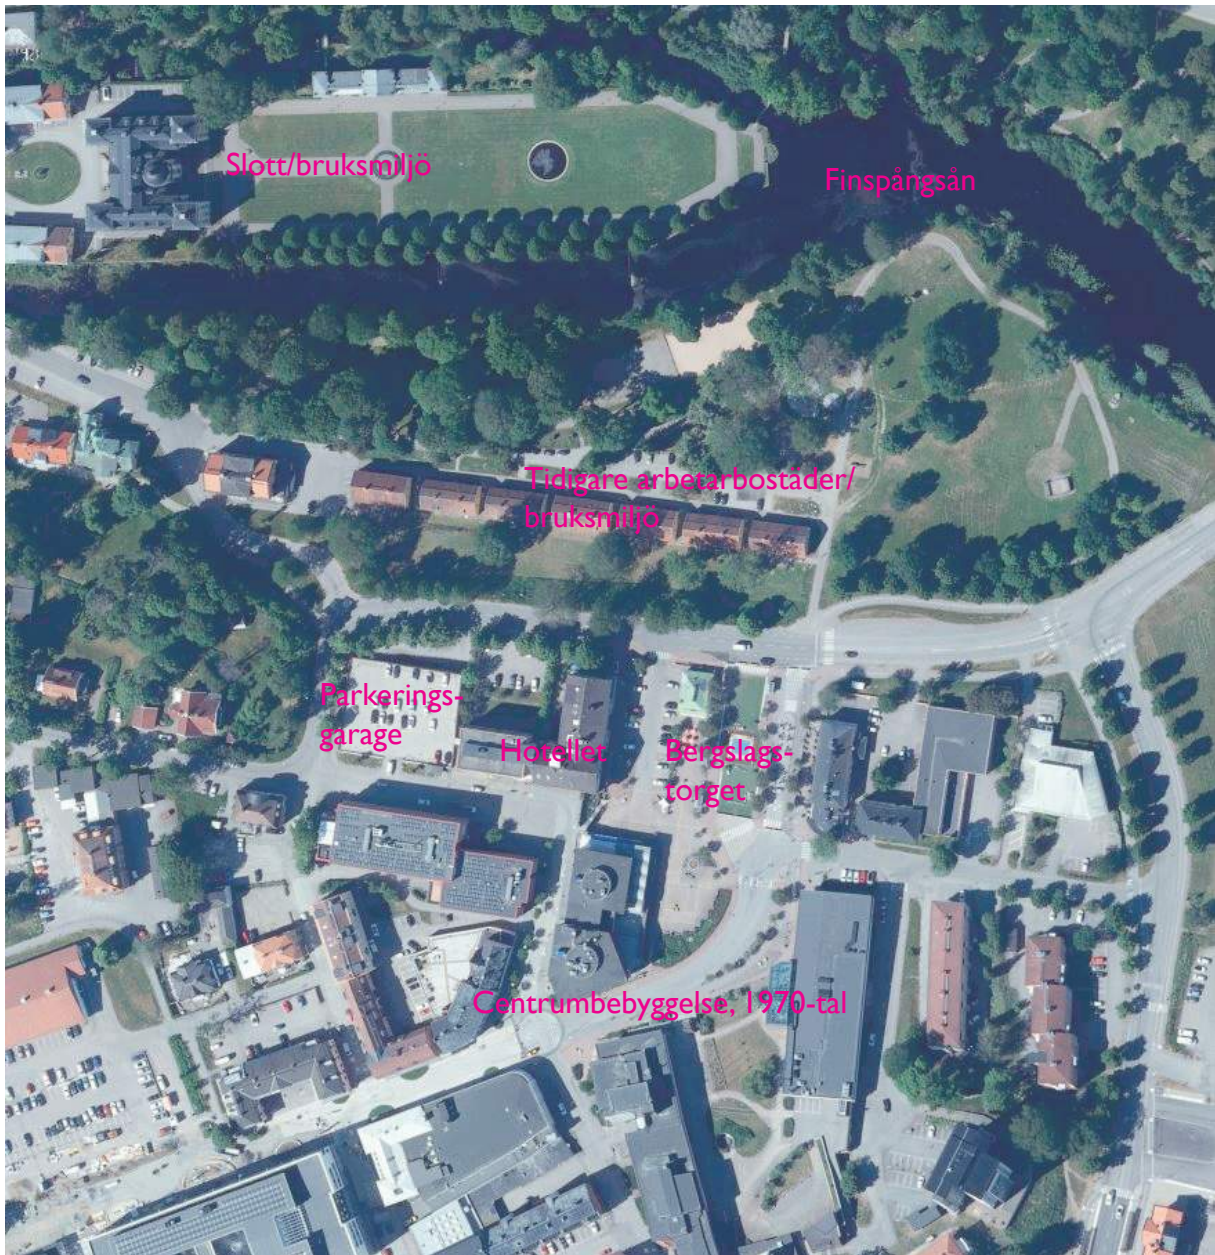 Slott/bruksmiljö
Finspångsån
Tidigare arbetarbostäder/
bruksmiljö
Parkerings-
garage
Hotellet
Bergslags-
torget
Centrumbebyggelse, 1970-tal